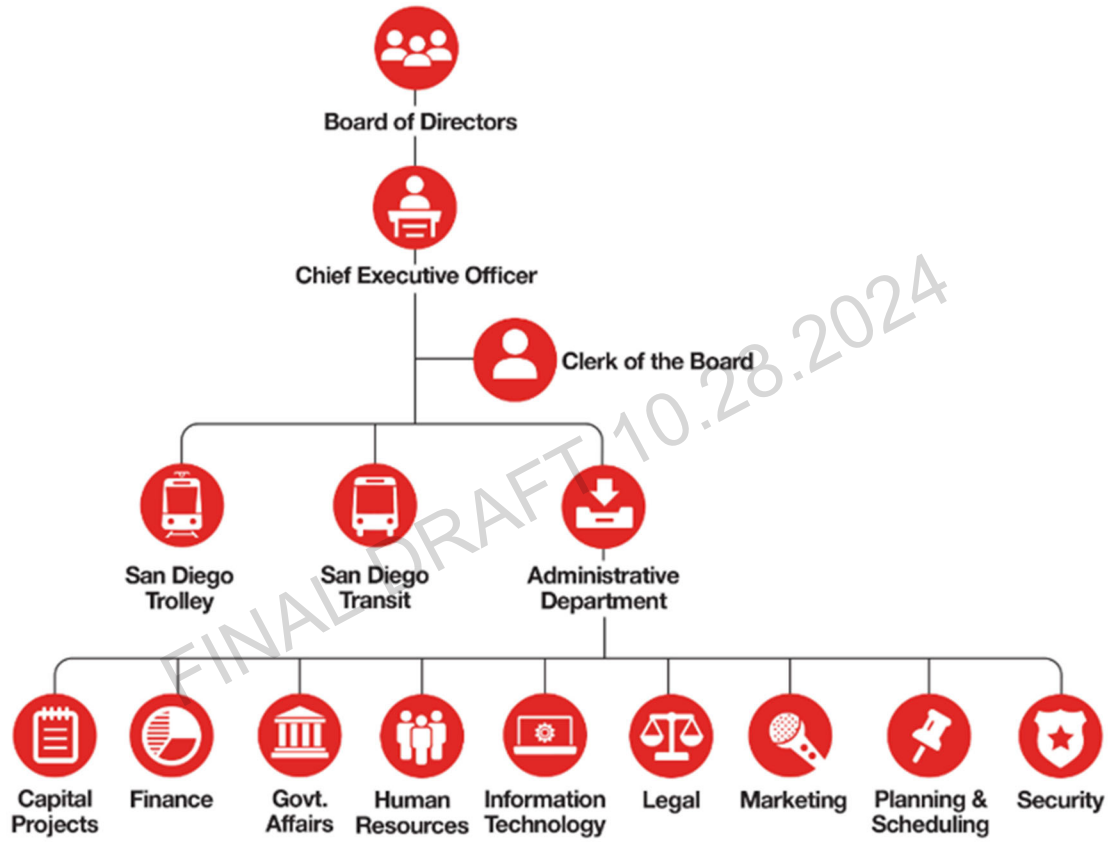 Board of Directors
Chief Executive Officer
Clerk of the Board
San Diego
Trolley
San Diego
Transit
Administrative
Department
FINAL DRAFT 10.28.2024
Capital
Projects
Finance
Govt.
Affairs
Human
Resources
Information
Technology
Legal
Marketing
Planning &
Scheduling
Security